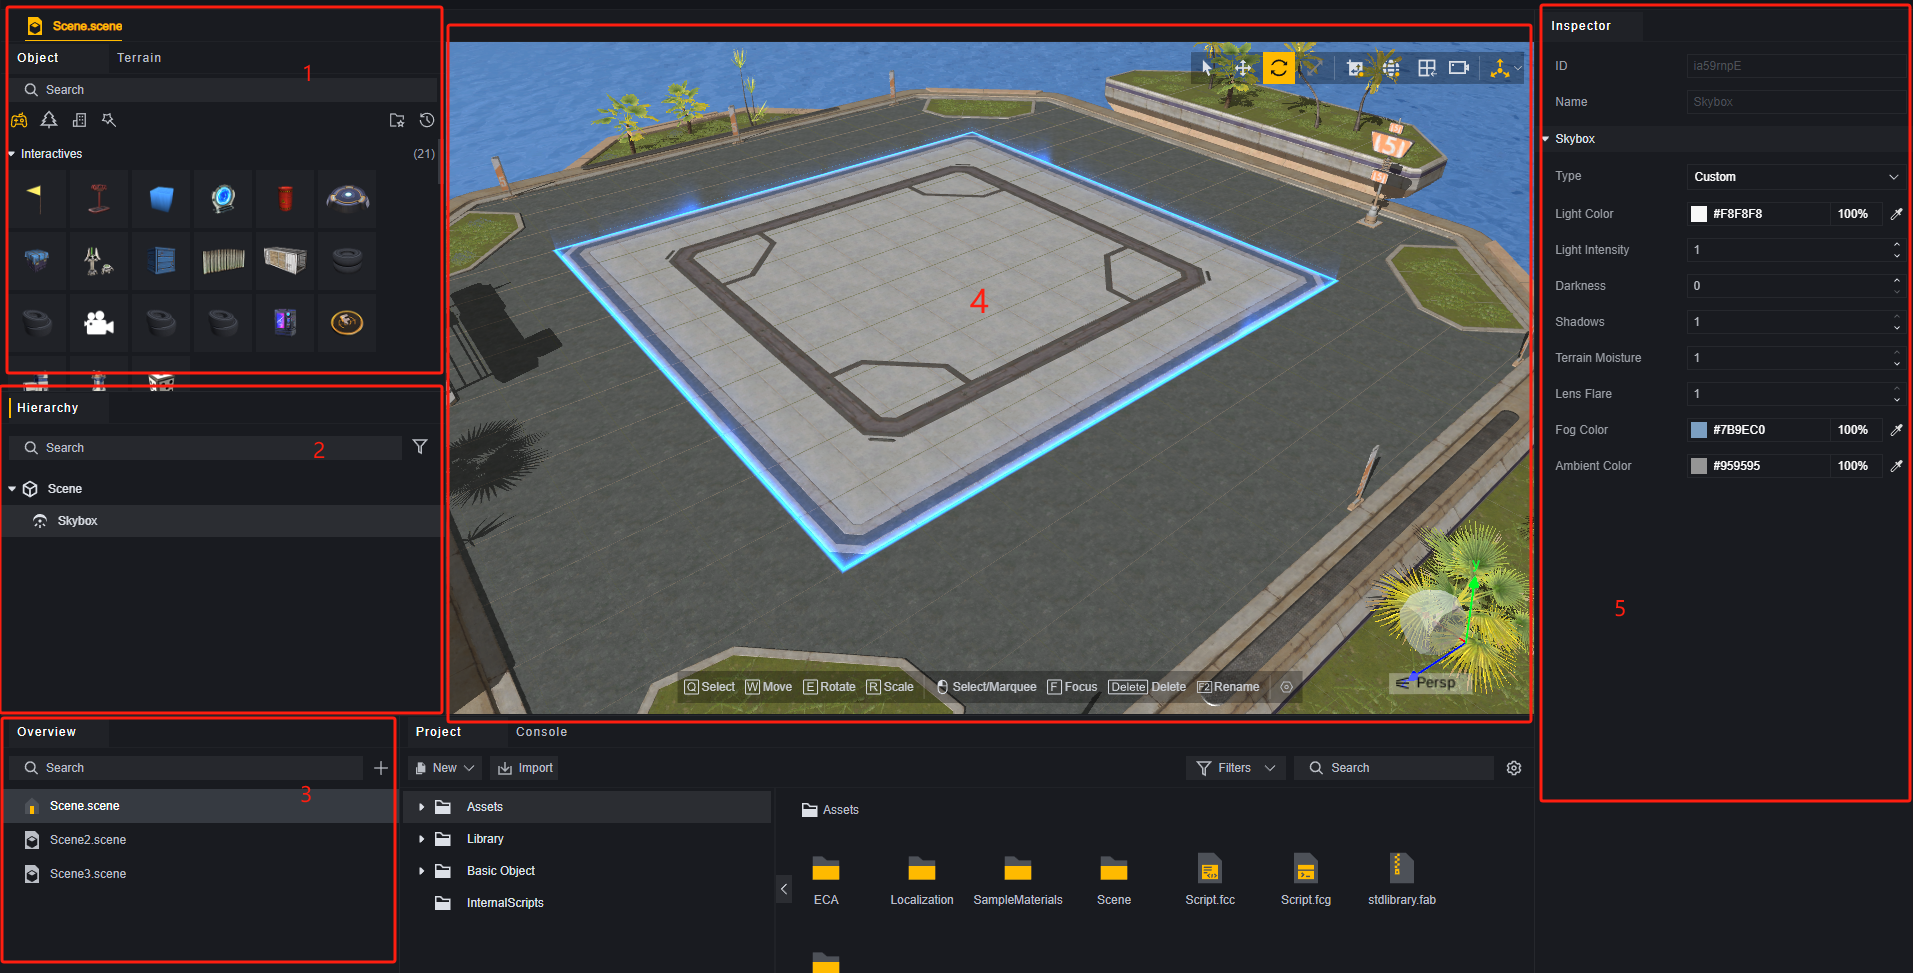 Scene.scene
Object Terrain
1
Search
Interactives (21)
Hierarchy
Search
2
Scene
Skybox
Overview
Search
3
Scene.scene
Scene2.scene
Scene3.scene
4
151
151
151
Y
Persp
Q Select W Move E Rotate R Scale Select/Marquee F Focus Delete Delete F2 Rename
Project Console
New Import Filters Search
Assets
Library
Basic Object
InternalScripts
Assets
ECA Localization SampleMaterials Scene Script.fcc Script.fcg stdlibrary.fab
Inspector
ID ia59rnpE
Name Skybox
Skybox
Type Custom
Light Color #F8F8F8 100%
Light Intensity 1
Darkness 0
Shadows 1
Terrain Moisture 1
Lens Flare 1
Fog Color #7B9EC0 100%
Ambient Color #959595 100%
5